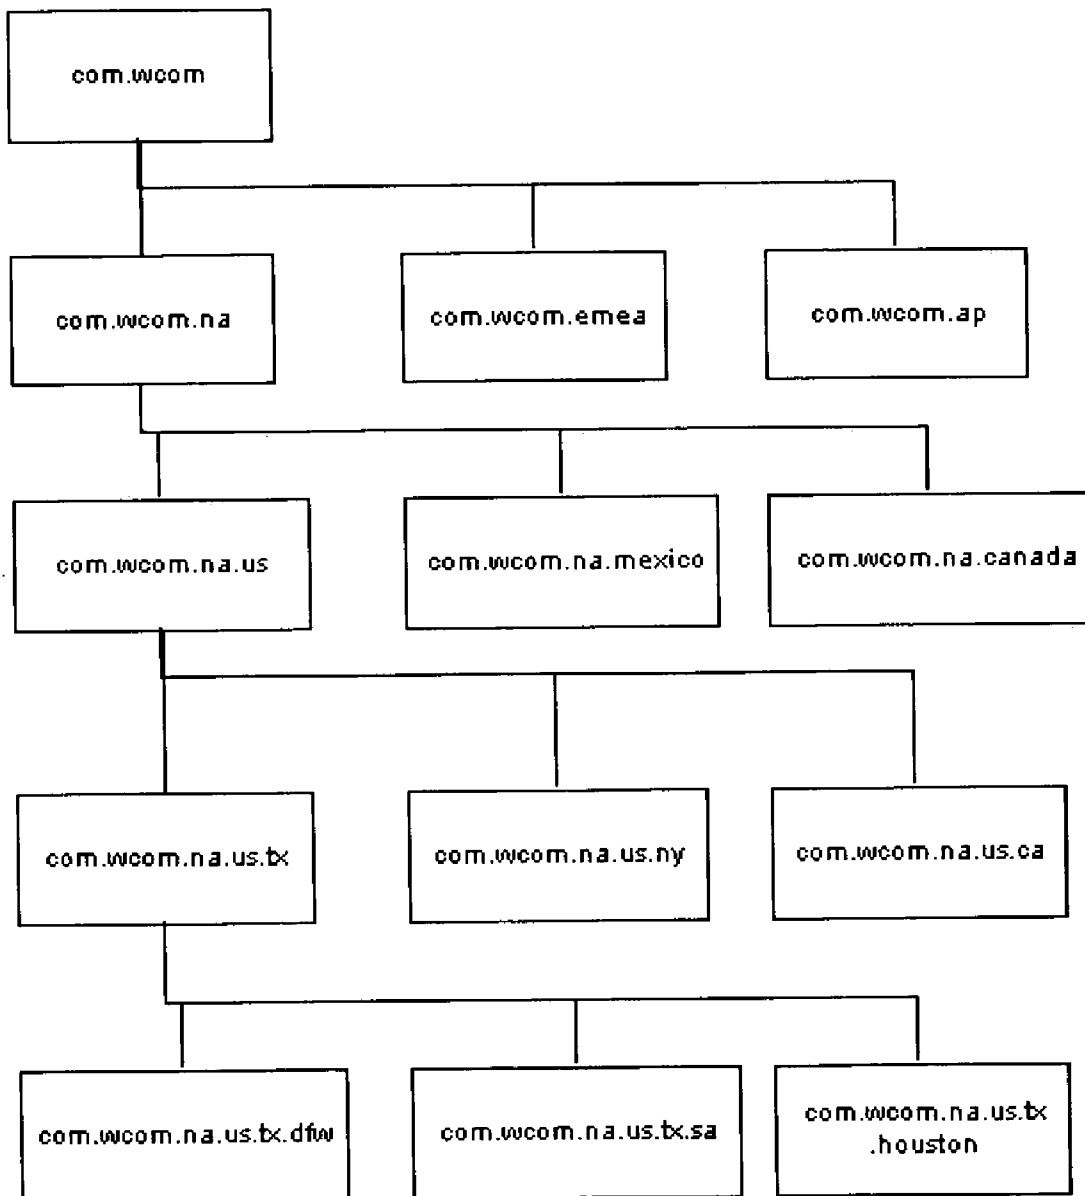 com.wcom
com.wcom.na
com.wcom.emea
com.wcom.ap
com.wcom.na.us
com.wcom.na.mexico
com.wcom.na.canada
com.wcom.na.us.tx
com.wcom.na.us.ny
com.wcom.na.us.ca
com.wcom.na.us.tx.dfw
com.wcom.na.us.tx.sa
com.wcom.na.us.tx
.houston